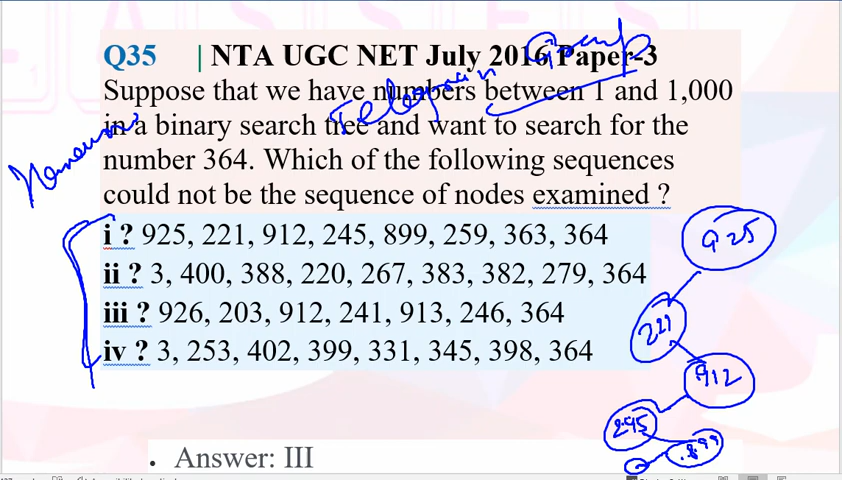 Q35 | NTA UGC NET July 2016 Paper-3
Suppose that we have numbers between 1 and 1,000
in a binary search tree and want to search for the
number 364. Which of the following sequences
could not be the sequence of nodes examined ?
i ? 925, 221, 912, 245, 899, 259, 363, 364
ii ? 3, 400, 388, 220, 267, 383, 382, 279, 364
iii ? 926, 203, 912, 241, 913, 246, 364
iv ? 3, 253, 402, 399, 331, 345, 398, 364
• Answer: III
Telegram Group
925
221
912
245
899